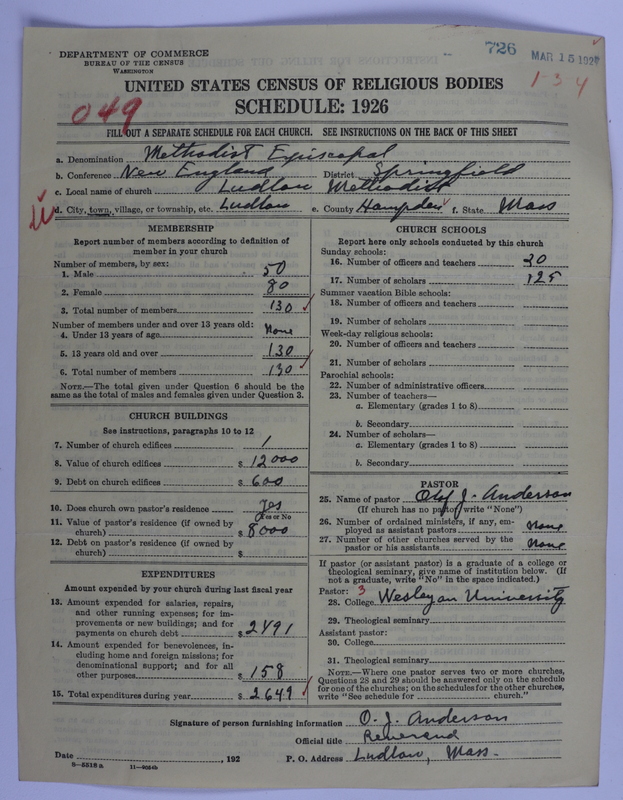 DEPARTMENT OF COMMERCE
BUREAU OF THE CENSUS
WASHINGTON
726
MAR 15 192
1-3 4
UNITED STATES CENSUS OF RELIGIOUS BODIES
SCHEDULE: 1926
049
FILL OUT A SEPARATE SCHEDULE FOR EACH CHURCH. SEE INSTRUCTIONS ON THE BACK OF THIS SHEET
a. Denomination Methodist Episcopal
b. Conference New England District Springfield
c. Local name of church Ludlow Methodist
d. City, town, village, or township, etc. Ludlow e. County Hampden f. State Mass
MEMBERSHIP
Report number of members according to definition of
member in your church
Number of members, by sex:
1. Male 50
2. Female 80
3. Total number of members 130
Number of members under and over 13 years old:
4. Under 13 years of age None
5. 13 years old and over 130
6. Total number of members 130
NOTE.—The total given under Question 6 should be the
same as the total of males and females given under Question 3.
CHURCH BUILDINGS
See instructions, paragraphs 10 to 12
7. Number of church edifices 1
8. Value of church edifices $ 12000
9. Debt on church edifices $ 600
10. Does church own pastor's residence Yes
Yes or No
11. Value of pastor's residence (if owned by
church) $ 8000
12. Debt on pastor's residence (if owned by
church) $
EXPENDITURES
Amount expended by your church during last fiscal year
13. Amount expended for salaries, repairs,
and other running expenses; for im-
provements or new buildings; and for
payments on church debt $ 2491
14. Amount expended for benevolences, in-
cluding home and foreign missions; for
denominational support; and for all
other purposes $ 158
15. Total expenditures during year $ 2649
CHURCH SCHOOLS
Report here only schools conducted by this church
Sunday schools:
16. Number of officers and teachers 20
17. Number of scholars 125
Summer vacation Bible schools:
18. Number of officers and teachers
19. Number of scholars
Week-day religious schools:
20. Number of officers and teachers
21. Number of scholars
Parochial schools:
22. Number of administrative officers
23. Number of teachers—
a. Elementary (grades 1 to 8)
b. Secondary
24. Number of scholars—
a. Elementary (grades 1 to 8)
b. Secondary
PASTOR
25. Name of pastor Olof J. Anderson
(If church has no pastor write "None")
26. Number of ordained ministers, if any, em-
ployed as assistant pastors None
27. Number of other churches served by the
pastor or his assistants None
If pastor (or assistant pastor) is a graduate of a college or
theological seminary, give name of institution below. (If
not a graduate, write "No" in the space indicated.)
Pastor: 3
28. College Wesleyan University
29. Theological seminary
Assistant pastor:
30. College
31. Theological seminary
NOTE.—Where one pastor serves two or more churches,
Questions 28 and 29 should be answered only on the schedule
for one of the churches; on the schedules for the other churches,
write "See schedule for church."
Signature of person furnishing information O. J. Anderson
Official title Reverend
Date , 192 P. O. Address Ludlow, Mass.
8—5518 a 11—9054b